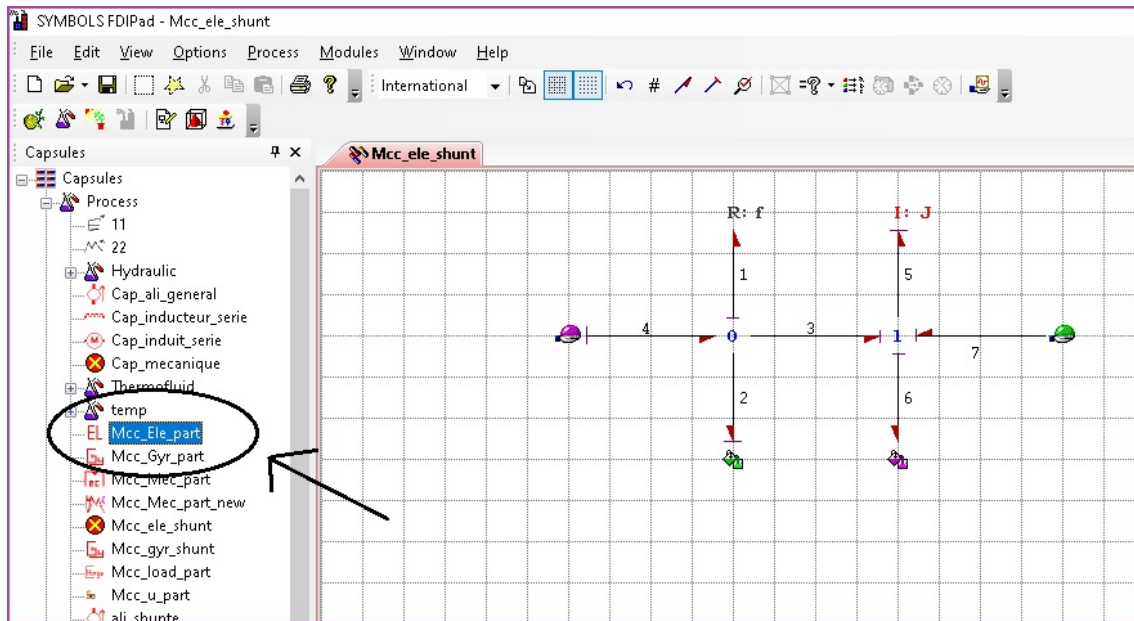 SYMBOLS FDIPad - Mcc_ele_shunt
File Edit View Options Process Modules Window Help
International
Capsules
Mcc_ele_shunt
Capsules
Process
11
22
Hydraulic
Cap_ali_general
Cap_inducteur_serie
Cap_induit_serie
Cap_mecanique
Thermofluid
temp
EL Mcc_Ele_part
Mcc_Gyr_part
Mcc_Mec_part
Mcc_Mec_part_new
Mcc_ele_shunt
Mcc_gyr_shunt
Mcc_load_part
Mcc_u_part
ali_shunte
R: f I: J
1 5
4 0 3 1 7
2 6